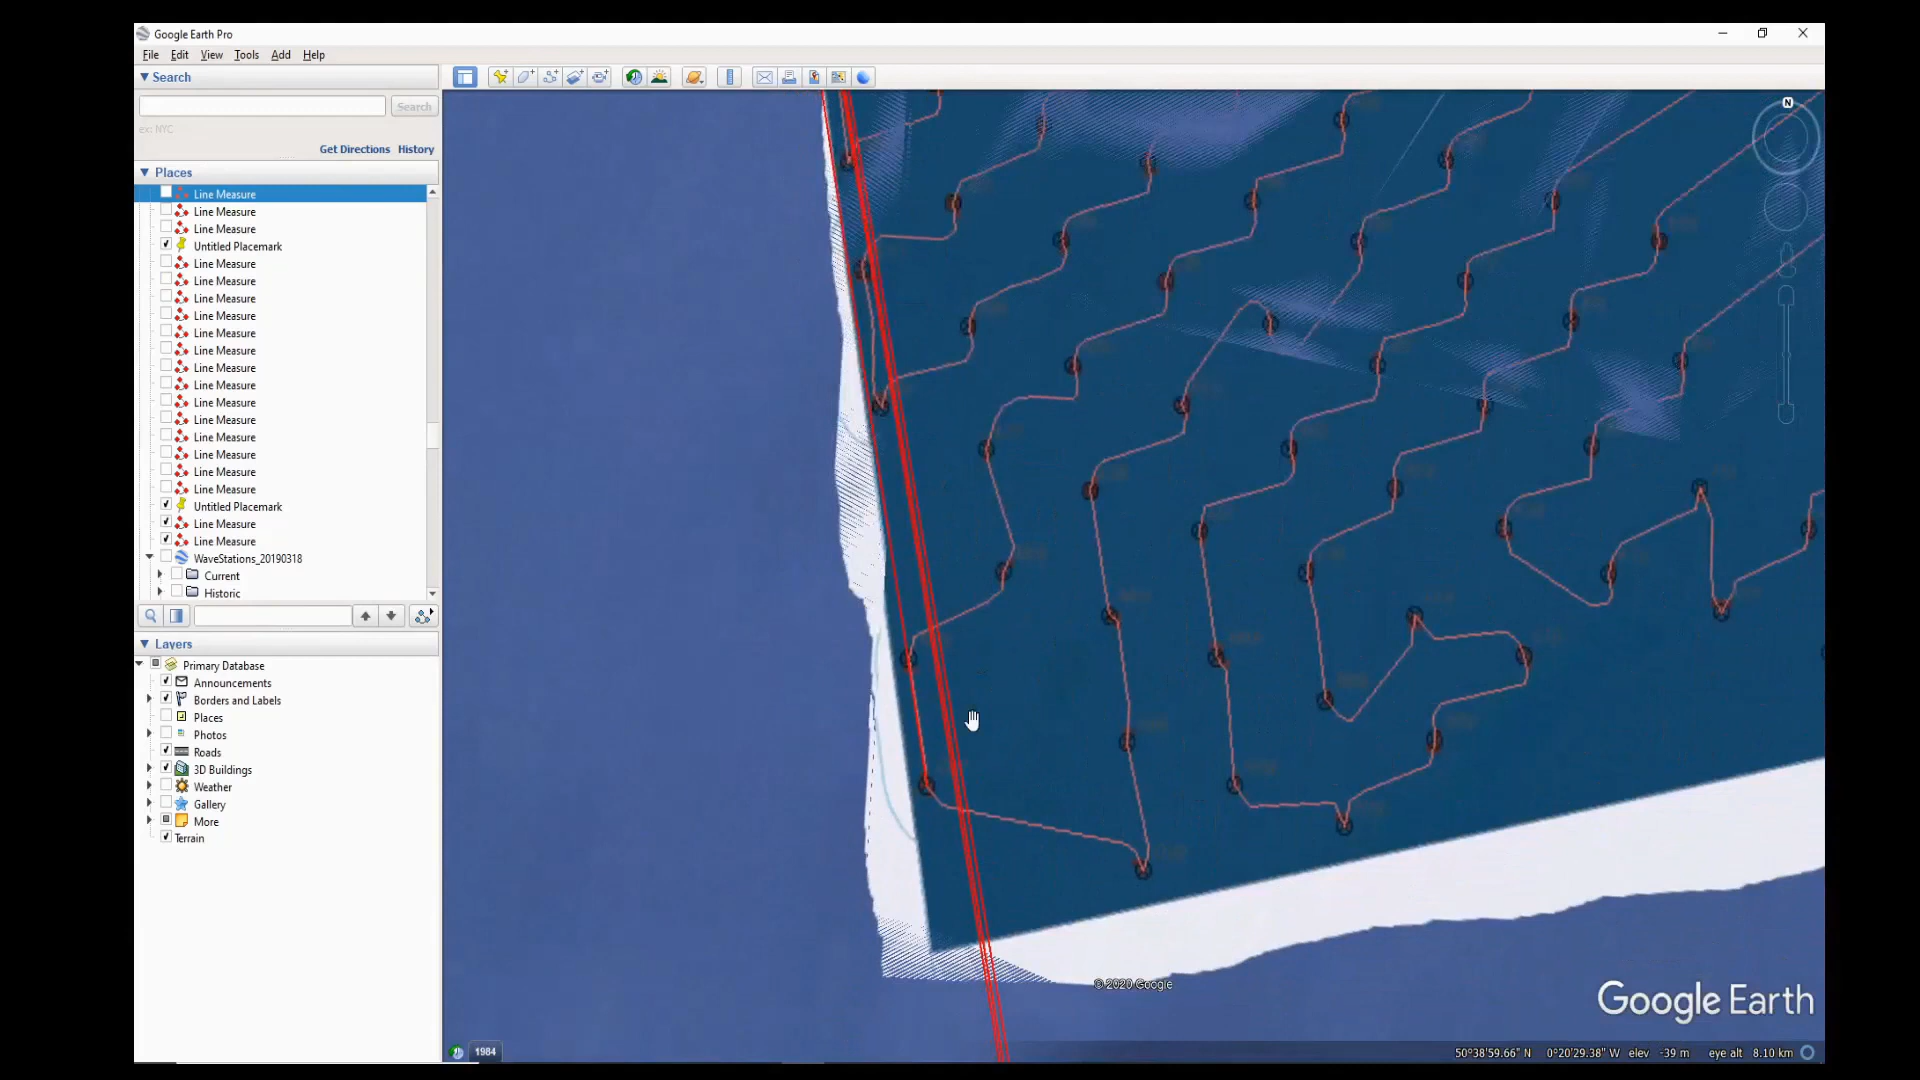 Google Earth Pro
File Edit View Tools Add Help
Search
Search
ex: NYC
Get Directions History
Places
Line Measure
Line Measure
Line Measure
Untitled Placemark
Line Measure
Line Measure
Line Measure
Line Measure
Line Measure
Line Measure
Line Measure
Line Measure
Line Measure
Line Measure
Line Measure
Line Measure
Line Measure
Line Measure
Untitled Placemark
Line Measure
Line Measure
WaveStations_20190318
Current
Historic
Layers
Primary Database
Announcements
Borders and Labels
Places
Photos
Roads
3D Buildings
Weather
Gallery
More
Terrain
N
© 2020 Google
Google Earth
1984
50°38'59.66" N 0°20'29.38" W elev -39 m eye alt 8.10 km